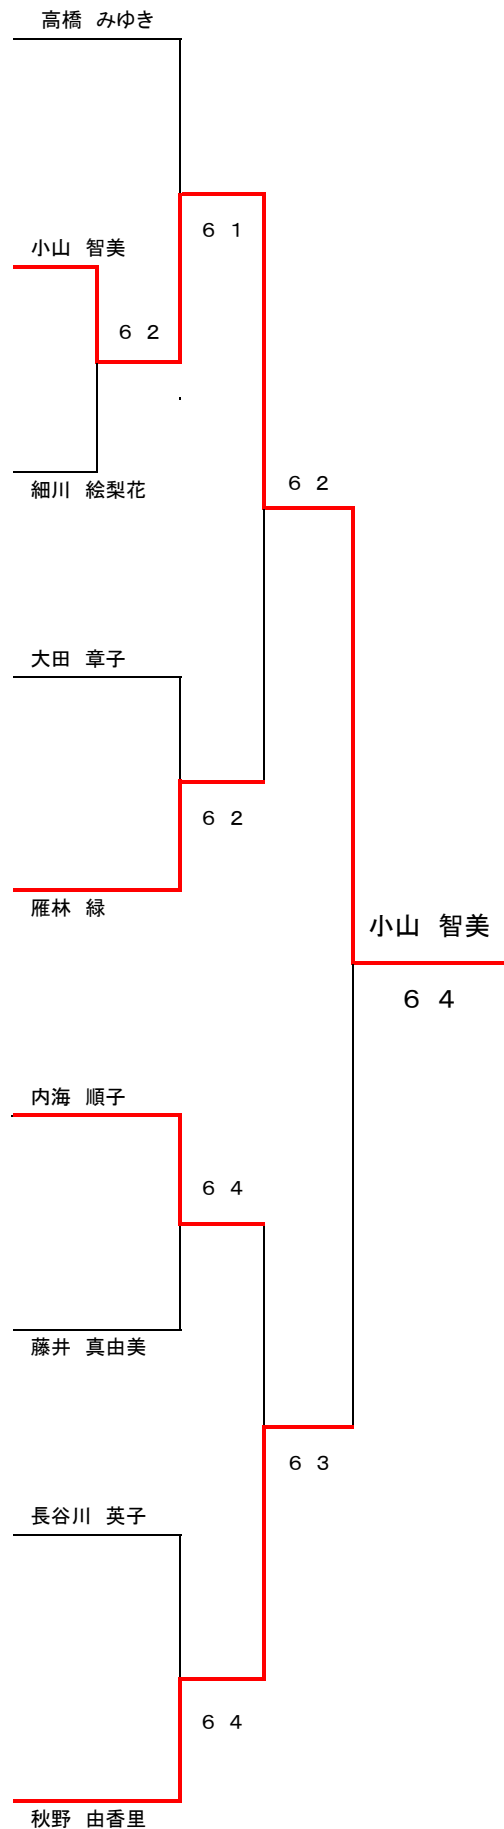 高橋　みゆき
６　１
小山　智美
６　２
細川　絵梨花
６　２
大田　章子
６　２
雁林　緑
小山　智美
６　４
内海　順子
６　４
藤井　真由美
６　３
長谷川　英子
６　４
秋野　由香里